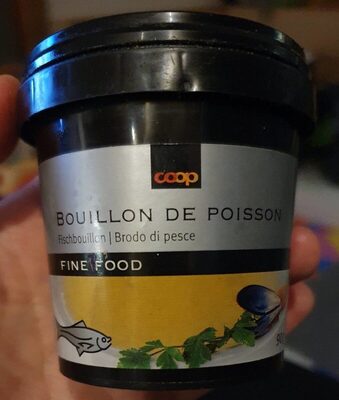 coop
BOUILLON DE POISSON
Fischbouillon | Brodo di pesce
FINE FOOD